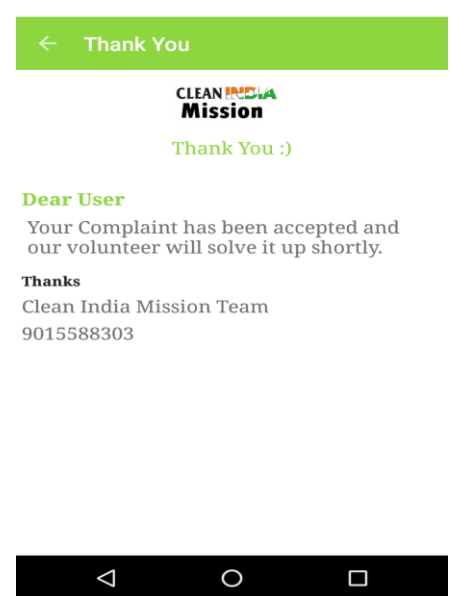 Thank You
CLEAN INDIA
Mission
Thank You :)
Dear User
Your Complaint has been accepted and
our volunteer will solve it up shortly.
Thanks
Clean India Mission Team
9015588303